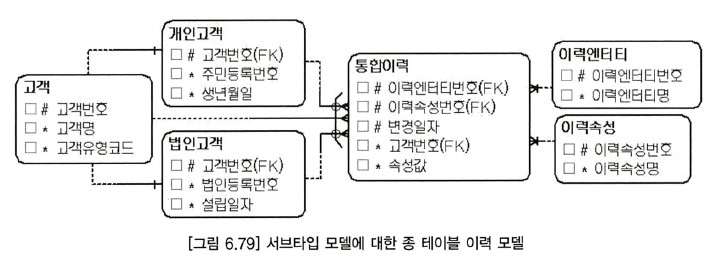 개인고객
# 고객번호(FK)
* 주민등록번호
* 생년월일
고객
# 고객번호
* 고객명
* 고객유형코드
법인고객
# 고객번호(FK)
* 법인등록번호
* 설립일자
통합이력
# 이력엔터티번호(FK)
# 이력속성번호(FK)
# 변경일자
* 고객번호(FK)
* 속성값
이력엔터티
# 이력엔터티번호
* 이력엔터티명
이력속성
# 이력속성번호
* 이력속성명
[그림 6.79] 서브타입 모델에 대한 종 테이블 이력 모델